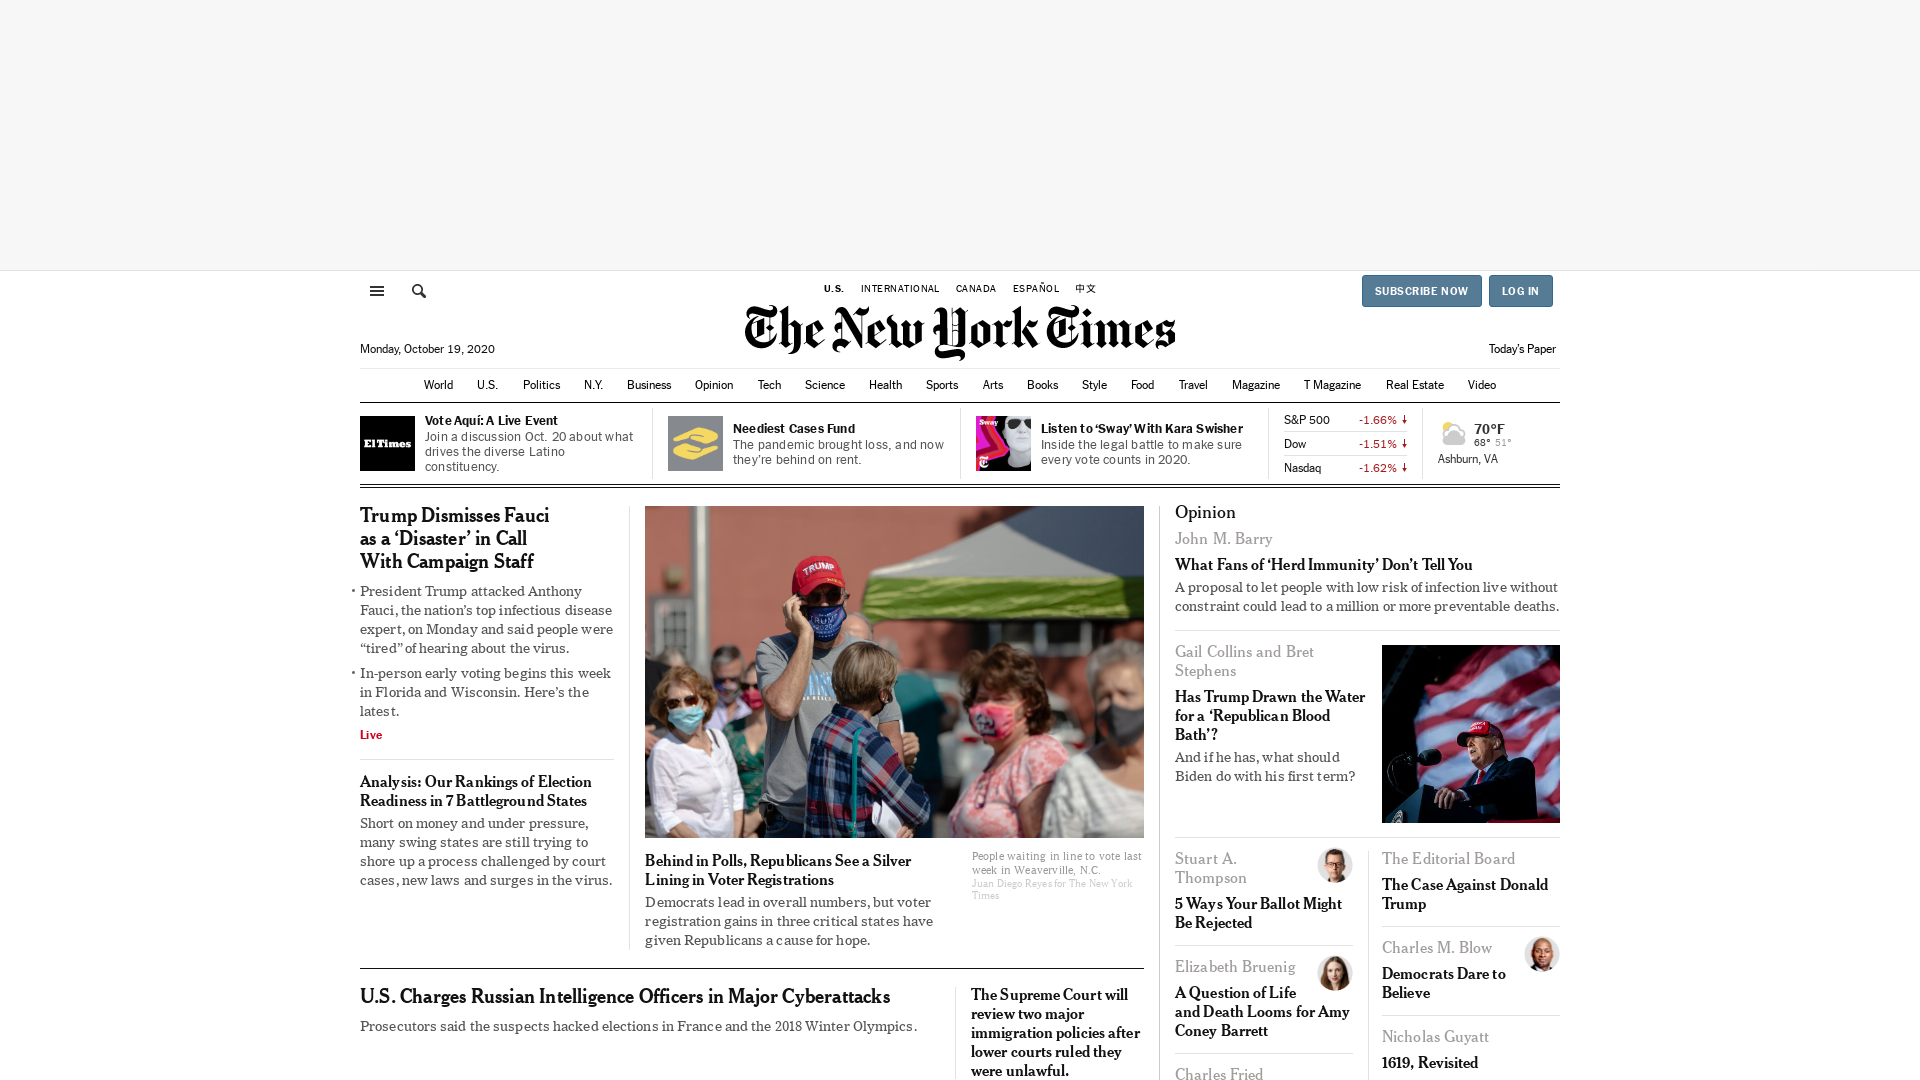 U.S. INTERNATIONAL CANADA ESPAÑOL 中文
SUBSCRIBE NOW LOG IN
The New York Times
Monday, October 19, 2020
Today's Paper
World U.S. Politics N.Y. Business Opinion Tech Science Health Sports Arts Books Style Food Travel Magazine T Magazine Real Estate Video
El Times
Vote Aquí: A Live Event
Join a discussion Oct. 20 about what
drives the diverse Latino
constituency.
Neediest Cases Fund
The pandemic brought loss, and now
they're behind on rent.
Sway
Listen to ‘Sway’ With Kara Swisher
Inside the legal battle to make sure
every vote counts in 2020.
S&P 500 -1.66%
Dow -1.51%
Nasdaq -1.62%
70°F
68° 51°
Ashburn, VA
Trump Dismisses Fauci
as a ‘Disaster’ in Call
With Campaign Staff
• President Trump attacked Anthony
Fauci, the nation’s top infectious disease
expert, on Monday and said people were
“tired” of hearing about the virus.
• In-person early voting begins this week
in Florida and Wisconsin. Here’s the
latest.
Live
Analysis: Our Rankings of Election
Readiness in 7 Battleground States
Short on money and under pressure,
many swing states are still trying to
shore up a process challenged by court
cases, new laws and surges in the virus.
TRUMP
TRUMP
2020
Behind in Polls, Republicans See a Silver
Lining in Voter Registrations
Democrats lead in overall numbers, but voter
registration gains in three critical states have
given Republicans a cause for hope.
People waiting in line to vote last
week in Weaverville, N.C.
Juan Diego Reyes for The New York
Times
U.S. Charges Russian Intelligence Officers in Major Cyberattacks
Prosecutors said the suspects hacked elections in France and the 2018 Winter Olympics.
The Supreme Court will
review two major
immigration policies after
lower courts ruled they
were unlawful.
Opinion
John M. Barry
What Fans of ‘Herd Immunity’ Don’t Tell You
A proposal to let people with low risk of infection live without
constraint could lead to a million or more preventable deaths.
Gail Collins and Bret
Stephens
Has Trump Drawn the Water
for a ‘Republican Blood
Bath’?
And if he has, what should
Biden do with his first term?
Stuart A.
Thompson
5 Ways Your Ballot Might
Be Rejected
Elizabeth Bruenig
A Question of Life
and Death Looms for Amy
Coney Barrett
Charles Fried
The Editorial Board
The Case Against Donald
Trump
Charles M. Blow
Democrats Dare to
Believe
Nicholas Guyatt
1619, Revisited